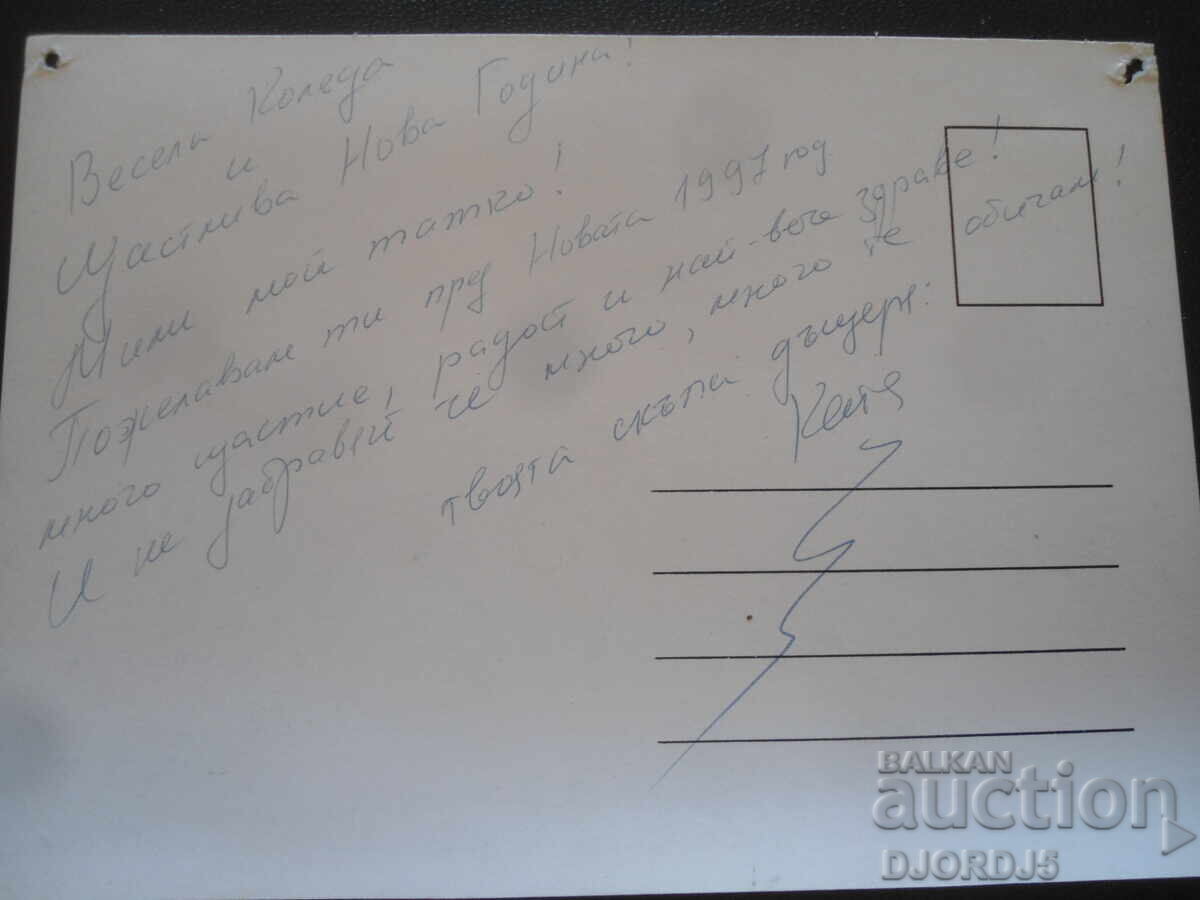 Весела Коледа
и
Щастлива Нова Година!
Мили мой татко!
Пожелавам ти пред Новата 1997 год
много щастие, радост и най-вече здраве!
И не забравяй че много, много те обичам!
твоята скъпа дъщеря:
Катя
BALKAN
auction
DJORDJ5